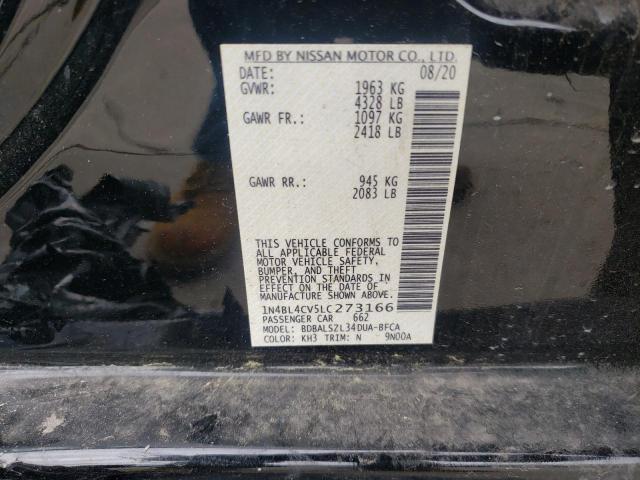 MFD BY NISSAN MOTOR CO., LTD.
DATE: 08/20
GVWR: 1963 KG
4328 LB
GAWR FR.: 1097 KG
2418 LB
GAWR RR.: 945 KG
2083 LB
THIS VEHICLE CONFORMS TO
ALL APPLICABLE FEDERAL
MOTOR VEHICLE SAFETY,
BUMPER, AND THEFT
PREVENTION STANDARDS IN
EFFECT ON THE DATE OF
MANUFACTURE SHOWN ABOVE.
1N4BL4CV5LC273166
PASSENGER CAR 662
MODEL: BDBALSZL34DUA-BFCA
COLOR: KH3 TRIM: N 9N00A